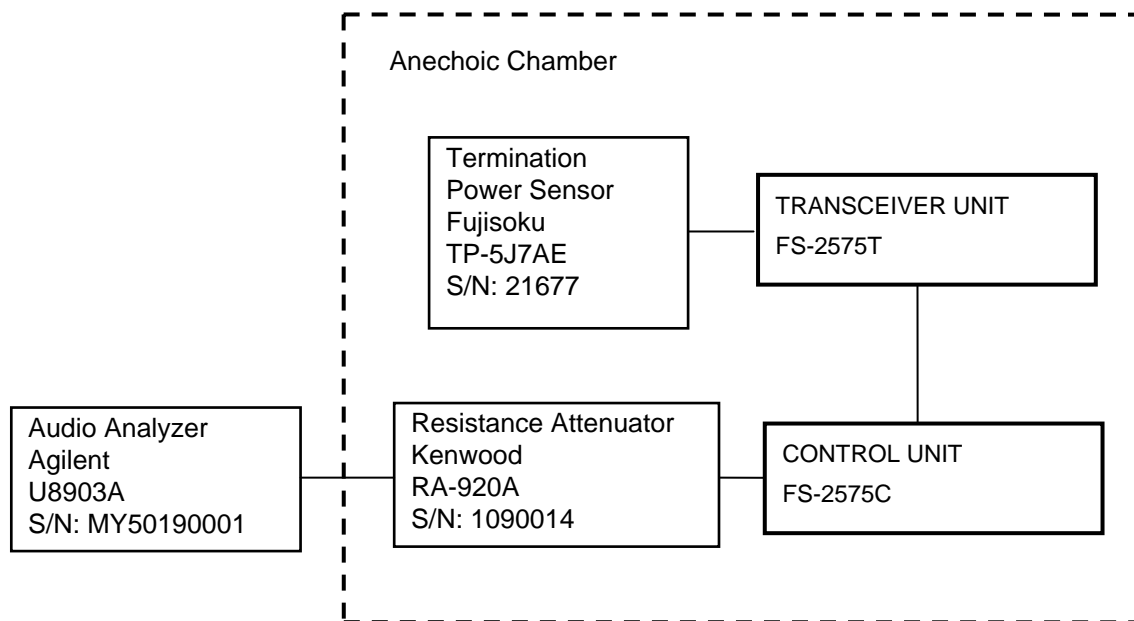 Anechoic Chamber
Termination
Power Sensor
Fujisoku
TP-5J7AE
S/N: 21677
TRANSCEIVER UNIT
FS-2575T
Audio Analyzer
Agilent
U8903A
S/N: MY50190001
Resistance Attenuator
Kenwood
RA-920A
S/N: 1090014
CONTROL UNIT
FS-2575C